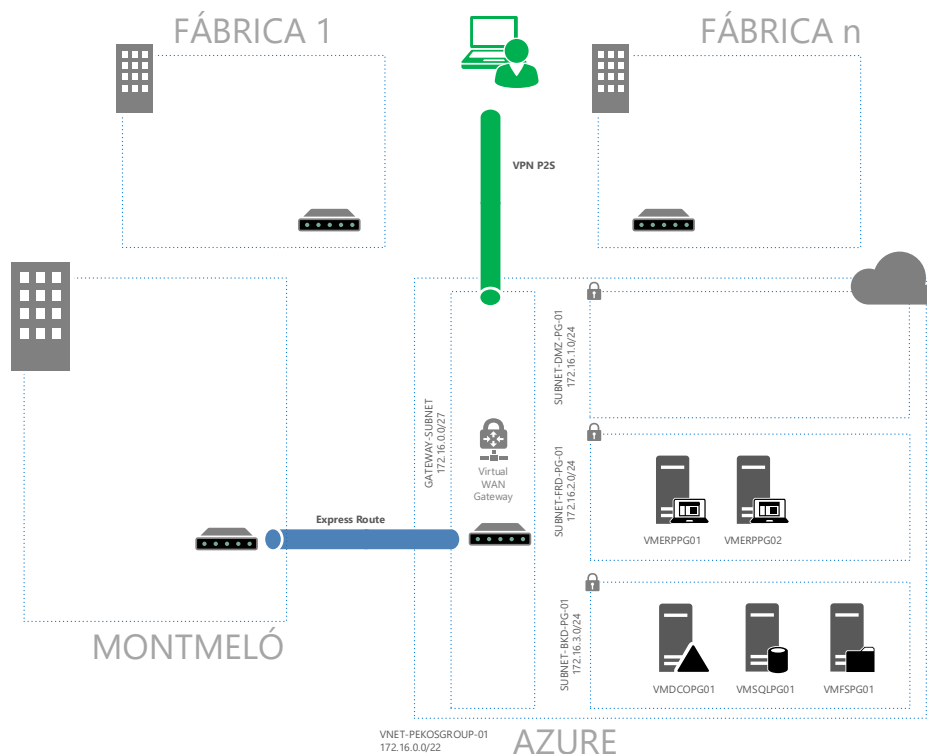 FÁBRICA 1
FÁBRICA n
VPN P2S
SUBNET-DMZ-PG-01
172.16.1.0/24
GATEWAY-SUBNET
172.16.0.0/27
Virtual
WAN
Gateway
SUBNET-FRD-PG-01
172.16.2.0/24
VMERPPG01
VMERPPG02
Express Route
SUBNET-BKD-PG-01
172.16.3.0/24
VMDCOPG01
VMSQLPG01
VMFSPG01
MONTMELÓ
VNET-PEKOSGROUP-01
172.16.0.0/22
AZURE